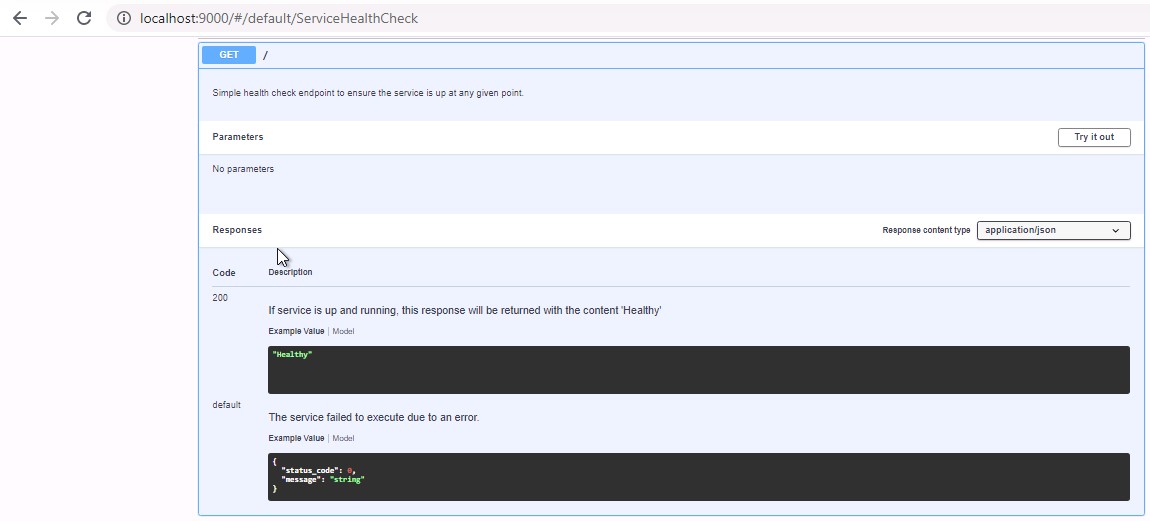 localhost:9000/#/default/ServiceHealthCheck
GET /
Simple health check endpoint to ensure the service is up at any given point.
Parameters Try it out
No parameters
Responses Response content type application/json
Code Description
200
If service is up and running, this response will be returned with the content 'Healthy'
Example Value | Model
"Healthy"
default
The service failed to execute due to an error.
Example Value | Model
{
"status_code": 0,
"message": "string"
}